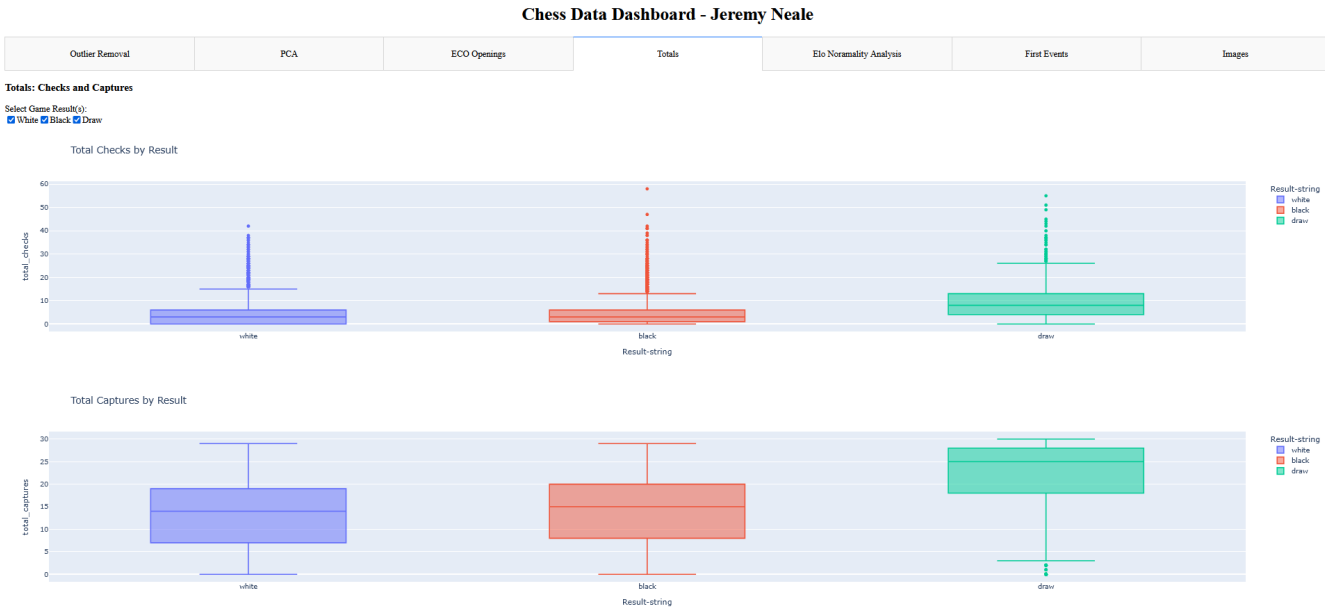 Chess Data Dashboard - Jeremy Neale
Outlier Removal PCA ECO Openings Totals Elo Noramality Analysis First Events Images
Totals: Checks and Captures
Select Game Result(s):
White Black Draw
Total Checks by Result
60
50
40
30
20
10
0
total_checks
white black draw
Result-string
Result-string
white
black
draw
Total Captures by Result
30
25
20
15
10
5
0
total_captures
white black draw
Result-string
Result-string
white
black
draw